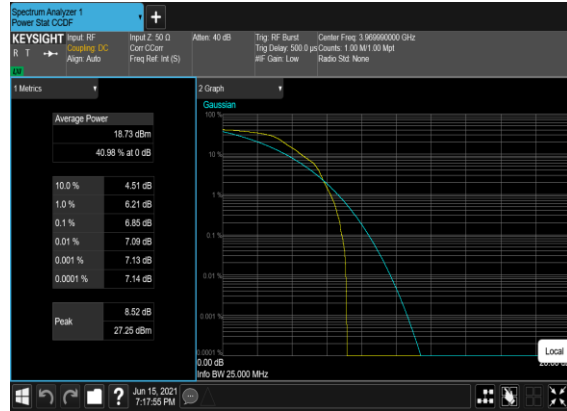 Spectrum Analyzer 1
Power Stat CCDF
KEYSIGHT
R T
LV
Input: RF
Coupling: DC
Align: Auto
Input Z: 50 Ω
Corr CCorr
Freq Ref: Int (S)
Atten: 40 dB
Trig: RF Burst
Trig Delay: 500.0 µs
#IF Gain: Low
Center Freq: 3.969990000 GHz
Counts: 1.00 M/1.00 Mpt
Radio Std: None
1 Metrics
Average Power
18.73 dBm
40.98 % at 0 dB
10.0 % 4.51 dB
1.0 % 6.21 dB
0.1 % 6.85 dB
0.01 % 7.09 dB
0.001 % 7.13 dB
0.0001 % 7.14 dB
Peak
8.52 dB
27.25 dBm
2 Graph
Gaussian
100 %
10 %
1 %
0.1 %
0.01 %
0.001 %
0.0001 %
0.00 dB
Info BW 25.000 MHz
Local
?
Jun 15, 2021
7:17:55 PM